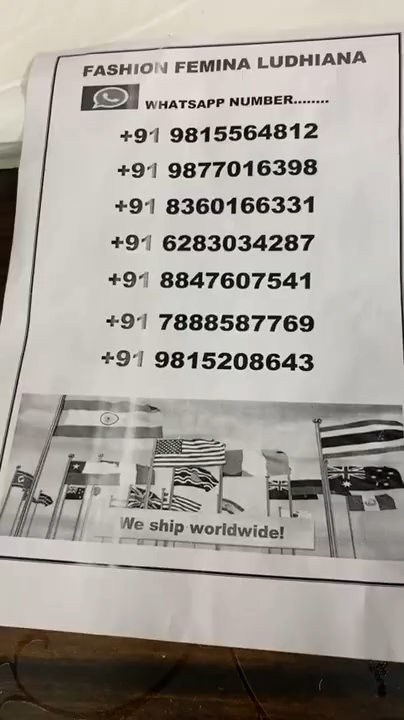 FASHION FEMINA LUDHIANA
WHATSAPP NUMBER........
+91 9815564812
+91 9877016398
+91 8360166331
+91 6283034287
+91 8847607541
+91 7888587769
+91 9815208643
We ship worldwide!